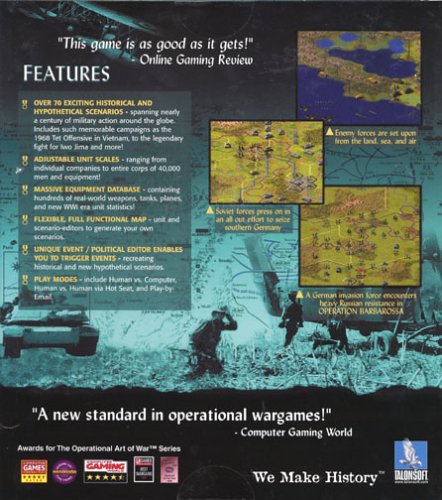 "This game is as good as it gets!"
- Online Gaming Review
FEATURES
OVER 70 EXCITING HISTORICAL AND
HYPOTHETICAL SCENARIOS - spanning nearly
a century of military action around the globe.
Includes such memorable campaigns as the
1968 Tet Offensive in Vietnam, to the legendary
fight for Iwo Jima and more!
ADJUSTABLE UNIT SCALES - ranging from
individual companies to entire corps of 40,000
men and equipment!
MASSIVE EQUIPMENT DATABASE - containing
hundreds of real-world weapons, tanks, planes,
and new WWI era unit statistics!
FLEXIBLE, FULL FUNCTIONAL MAP - unit and
scenario-editors to generate your own
scenarios.
UNIQUE EVENT / POLITICAL EDITOR ENABLES
YOU TO TRIGGER EVENTS - recreating
historical and new hypothetical scenarios.
PLAY MODES - include Human vs. Computer,
Human vs. Human via Hot Seat, and Play-by-
Email.
Enemy forces are set upon
from the land, sea, and air
Soviet forces press on in
an all out effort to seize
southern Germany
A German invasion force encounters
heavy Russian resistance in
OPERATION BARBAROSSA
"A new standard in operational wargames!"
- Computer Gaming World
Awards for The Operational Art of War™ Series
GAMES
GAMING
We Make History™
TALONSOFT
www.talonsoft.com